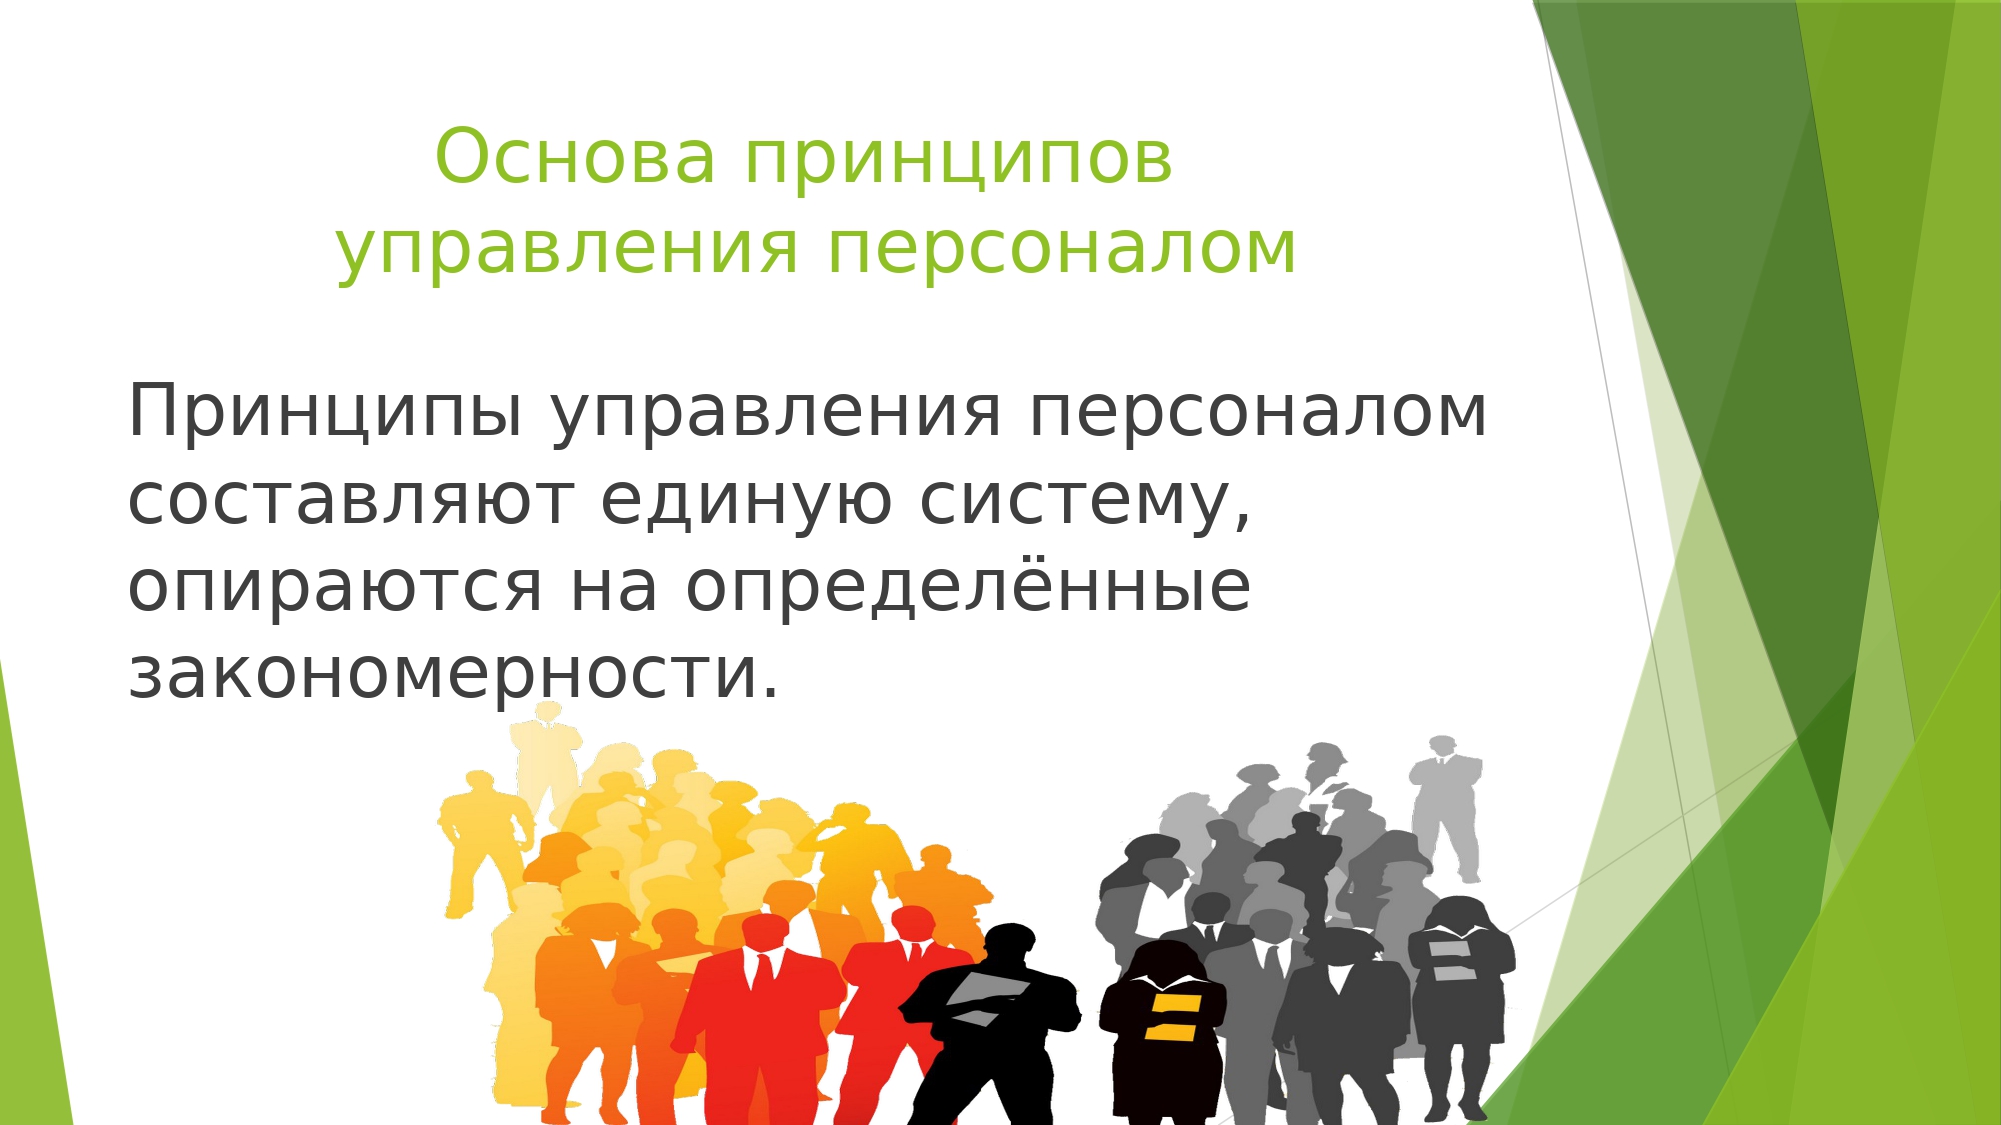 Основа принципов
управления персоналом
Принципы управления персоналом
составляют единую систему,
опираются на определённые
закономерности.